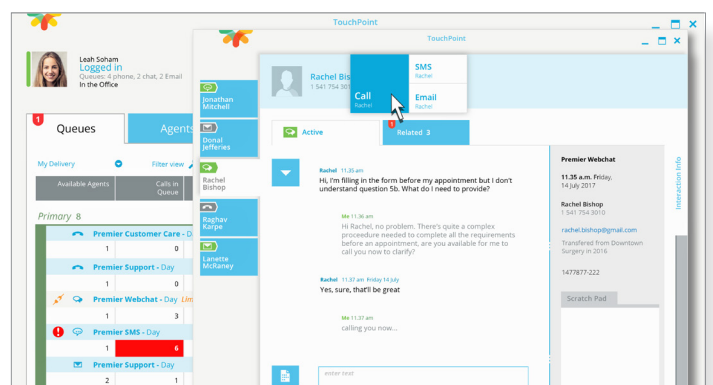 TouchPoint
TouchPoint
Leah Soham
Logged in
Queues: 4 phone, 2 chat, 2 Email
In the Office
1
Queues
Agents
My Delivery
Filter view
Available Agents
Calls in
Queue
Primary 8
Premier Customer Care - D
1 0
Premier Support - Day
1 0
Premier Webchat - Day Lim
1 3
Premier SMS - Day
1 6
Premier Support - Day
2 1
Jonathan
Mitchell
Donal
Jefferies
Rachel
Bishop
Raghav
Karpe
Lanette
McRaney
Rachel Bis
1 541 754 301
Call
Rachel
SMS
Rachel
Email
Rachel
Active
1
Related 3
Rachel 11.35 am
Hi, I'm filling in the form before my appointment but I don't
understand question 5b. What do I need to provide?
Me 11.36 am
Hi Rachel, no problem. There's quite a complex
proceedure needed to complete all the requirements
before an appointment, are you available for me to
call you now to clarify?
Rachel 11.37 am Friday 14 July
Yes, sure, that'll be great
Me 11.37 am
calling you now...
enter text
Premier Webchat
11.35 a.m. Friday,
14 July 2017
Rachel Bishop
1 541 754 3010
rachel.bishop@gmail.com
Transfered from Downtown
Surgery in 2016
1477877-222
Scratch Pad
Interaction Info